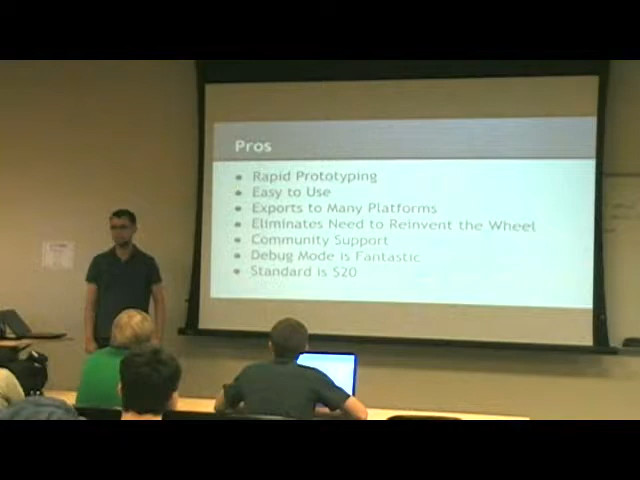 Pros
Rapid Prototyping
Easy to Use
Exports to Many Platforms
Eliminates Need to Reinvent the Wheel
Community Support
Debug Mode is Fantastic
Standard is $20